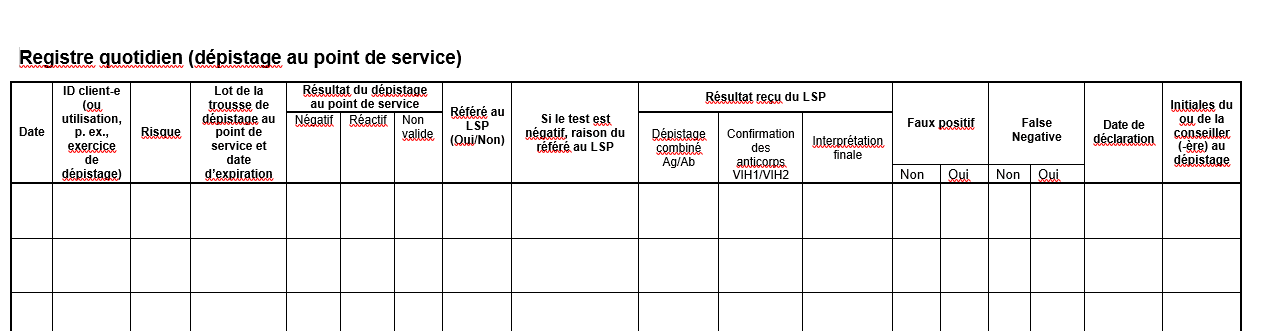 Registre quotidien (dépistage au point de service)
Date
ID client-e
(ou
utilisation,
p. ex.,
exercice
de
dépistage)
Risque
Lot de la
trousse de
dépistage au
point de
service et
date
d’expiration
Résultat du dépistage
au point de service
Négatif
Réactif
Non
valide
Référé au
LSP
(Oui/Non)
Si le test est
négatif, raison du
référé au LSP
Résultat reçu du LSP
Dépistage
combiné
Ag/Ab
Confirmation
des
anticorps
VIH1/VIH2
Interprétation
finale
Faux positif
Non
Oui
False
Negative
Non
Oui
Date de
déclaration
Initiales du
ou de la
conseiller
(-ère) au
dépistage